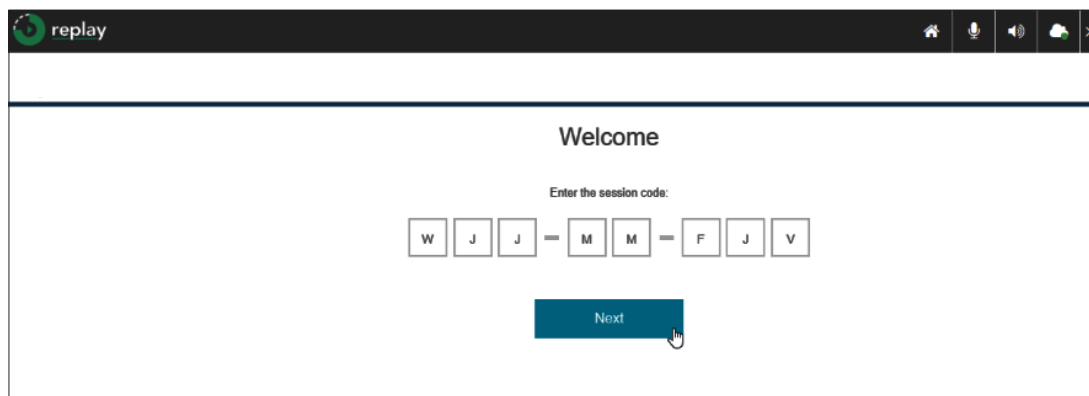 replay
Welcome
Enter the session code:
W J J - M M - F J V
Next